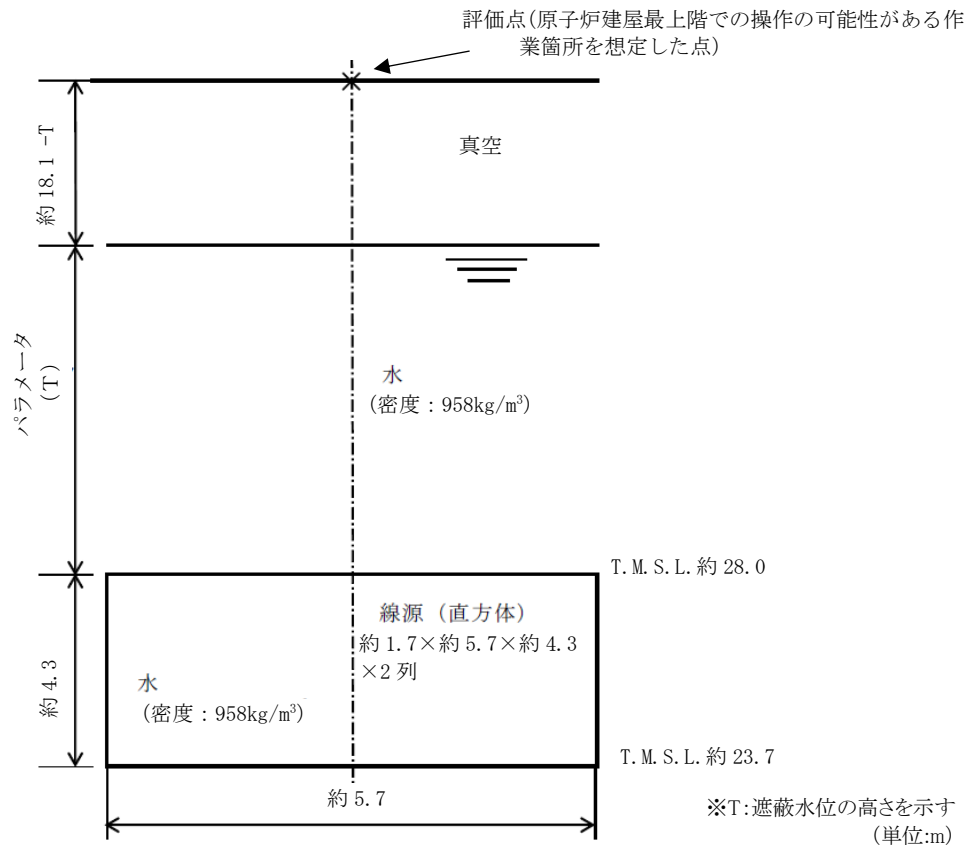 評価点(原子炉建屋最上階での操作の可能性がある作
業箇所を想定した点)
約18.1 -T
真空
パラメータ
(T)
水
(密度：958kg/m³)
T.M.S.L.約 28.0
線源（直方体）
約 1.7×約 5.7×約 4.3
×2 列
約 4.3
水
(密度：958kg/m³)
T.M.S.L.約 23.7
約 5.7
※T:遮蔽水位の高さを示す
(単位:m)